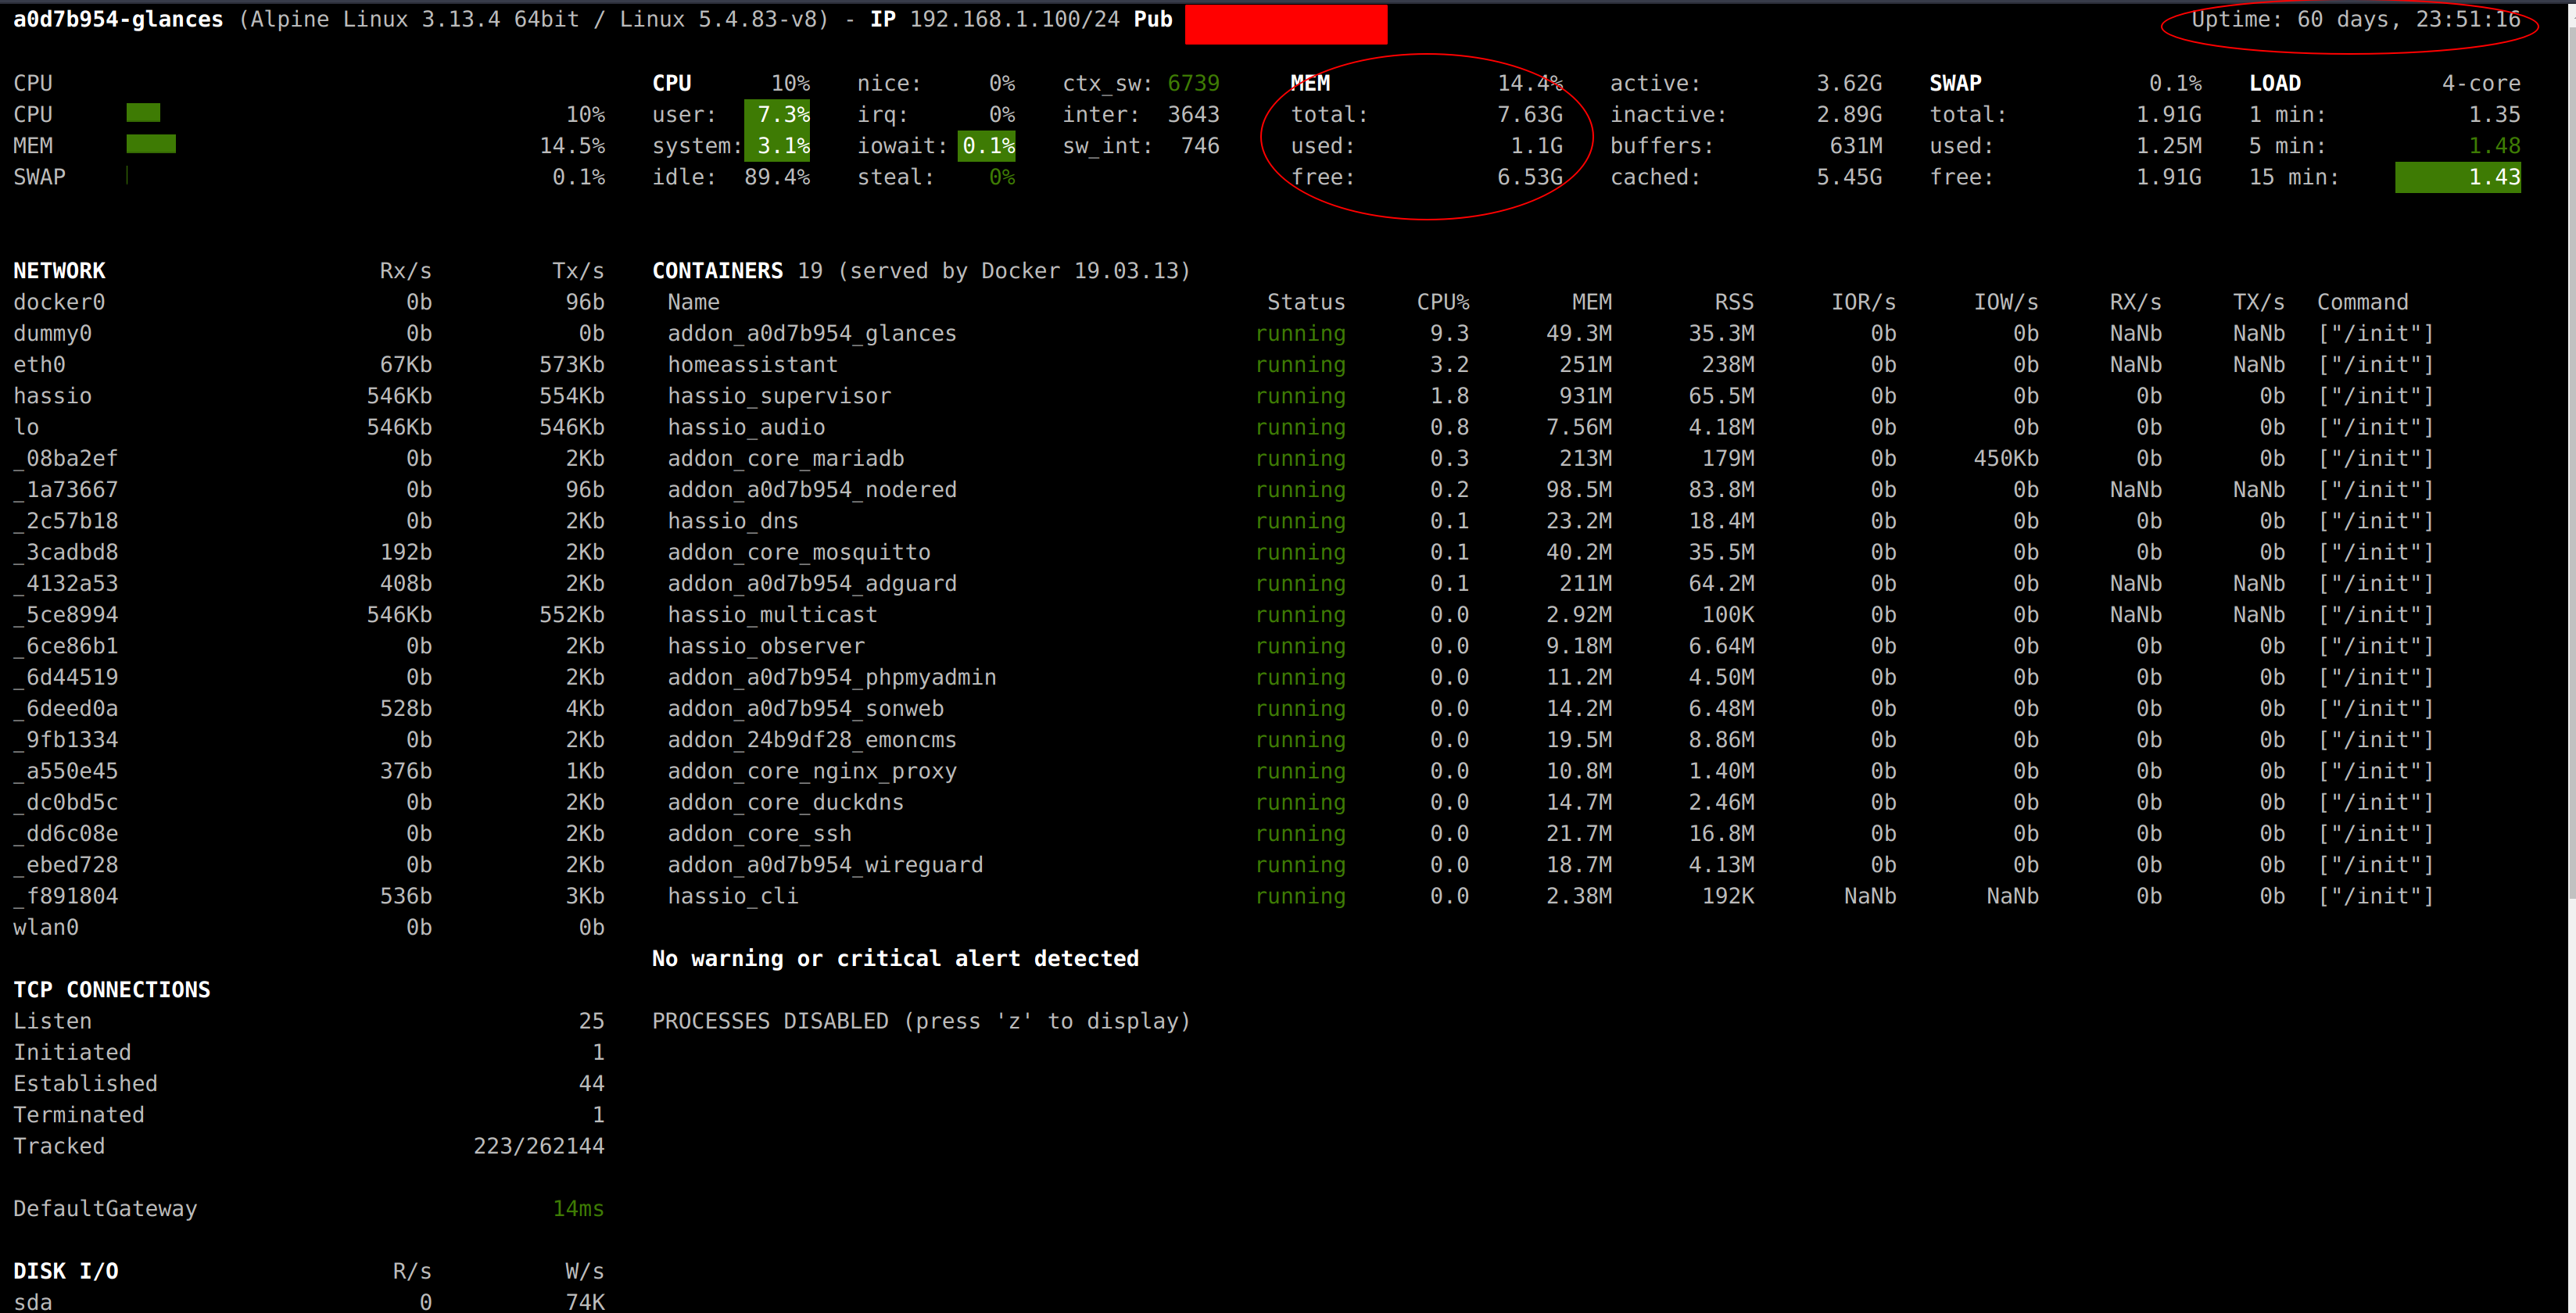 a0d7b954-glances (Alpine Linux 3.13.4 64bit / Linux 5.4.83-v8) - IP 192.168.1.100/24 Pub Uptime: 60 days, 23:51:16
CPU CPU 10% nice: 0% ctx_sw: 6739 MEM 14.4% active: 3.62G SWAP 0.1% LOAD 4-core
CPU 10% user: 7.3% irq: 0% inter: 3643 total: 7.63G inactive: 2.89G total: 1.91G 1 min: 1.35
MEM 14.5% system: 3.1% iowait: 0.1% sw_int: 746 used: 1.1G buffers: 631M used: 1.25M 5 min: 1.48
SWAP 0.1% idle: 89.4% steal: 0% free: 6.53G cached: 5.45G free: 1.91G 15 min: 1.43
NETWORK Rx/s Tx/s CONTAINERS 19 (served by Docker 19.03.13)
docker0 0b 96b Name Status CPU% MEM RSS IOR/s IOW/s RX/s TX/s Command
dummy0 0b 0b addon_a0d7b954_glances running 9.3 49.3M 35.3M 0b 0b NaNb NaNb ["/init"]
eth0 67Kb 573Kb homeassistant running 3.2 251M 238M 0b 0b NaNb NaNb ["/init"]
hassio 546Kb 554Kb hassio_supervisor running 1.8 931M 65.5M 0b 0b 0b 0b ["/init"]
lo 546Kb 546Kb hassio_audio running 0.8 7.56M 4.18M 0b 0b 0b 0b ["/init"]
_08ba2ef 0b 2Kb addon_core_mariadb running 0.3 213M 179M 0b 450Kb 0b 0b ["/init"]
_1a73667 0b 96b addon_a0d7b954_nodered running 0.2 98.5M 83.8M 0b 0b NaNb NaNb ["/init"]
_2c57b18 0b 2Kb hassio_dns running 0.1 23.2M 18.4M 0b 0b 0b 0b ["/init"]
_3cadbd8 192b 2Kb addon_core_mosquitto running 0.1 40.2M 35.5M 0b 0b 0b 0b ["/init"]
_4132a53 408b 2Kb addon_a0d7b954_adguard running 0.1 211M 64.2M 0b 0b NaNb NaNb ["/init"]
_5ce8994 546Kb 552Kb hassio_multicast running 0.0 2.92M 100K 0b 0b NaNb NaNb ["/init"]
_6ce86b1 0b 2Kb hassio_observer running 0.0 9.18M 6.64M 0b 0b 0b 0b ["/init"]
_6d44519 0b 2Kb addon_a0d7b954_phpmyadmin running 0.0 11.2M 4.50M 0b 0b 0b 0b ["/init"]
_6deed0a 528b 4Kb addon_a0d7b954_sonweb running 0.0 14.2M 6.48M 0b 0b 0b 0b ["/init"]
_9fb1334 0b 2Kb addon_24b9df28_emoncms running 0.0 19.5M 8.86M 0b 0b 0b 0b ["/init"]
_a550e45 376b 1Kb addon_core_nginx_proxy running 0.0 10.8M 1.40M 0b 0b 0b 0b ["/init"]
_dc0bd5c 0b 2Kb addon_core_duckdns running 0.0 14.7M 2.46M 0b 0b 0b 0b ["/init"]
_dd6c08e 0b 2Kb addon_core_ssh running 0.0 21.7M 16.8M 0b 0b 0b 0b ["/init"]
_ebed728 0b 2Kb addon_a0d7b954_wireguard running 0.0 18.7M 4.13M 0b 0b 0b 0b ["/init"]
_f891804 536b 3Kb hassio_cli running 0.0 2.38M 192K NaNb NaNb 0b 0b ["/init"]
wlan0 0b 0b
No warning or critical alert detected
TCP CONNECTIONS
Listen 25 PROCESSES DISABLED (press 'z' to display)
Initiated 1
Established 44
Terminated 1
Tracked 223/262144
DefaultGateway 14ms
DISK I/O R/s W/s
sda 0 74K